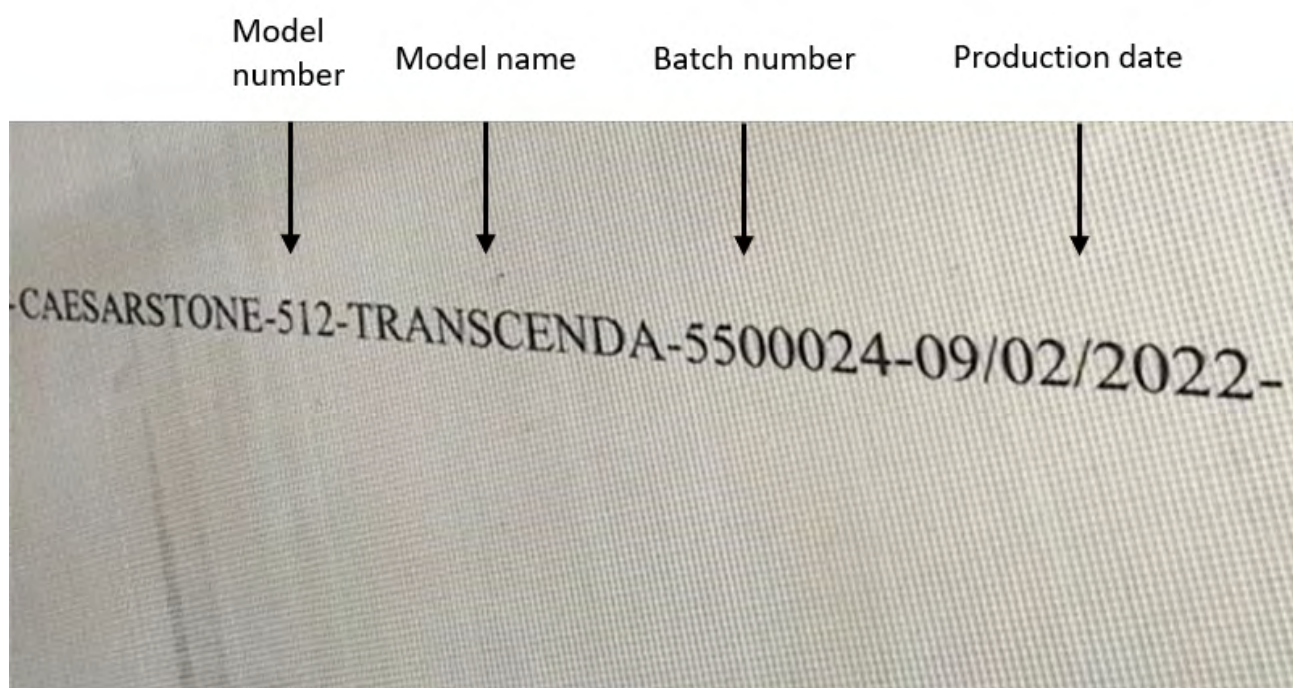 Model
number
Model name
Batch number
Production date
-CAESARSTONE-512-TRANSCENDA-5500024-09/02/2022-